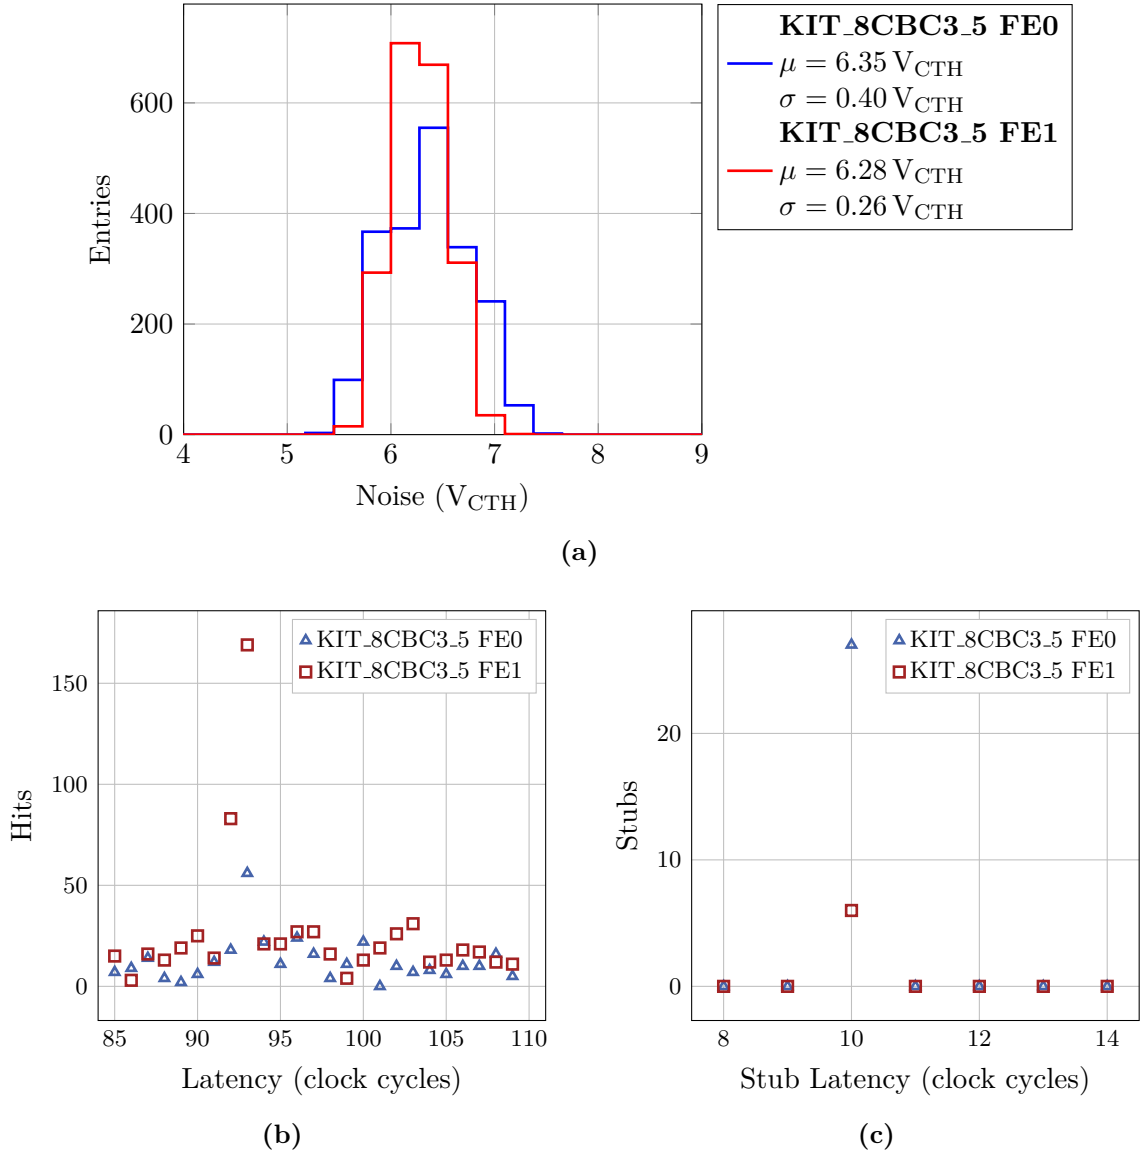 KIT_8CBC3_5 FE0
μ = 6.35 V_CTH
σ = 0.40 V_CTH
KIT_8CBC3_5 FE1
μ = 6.28 V_CTH
σ = 0.26 V_CTH
600
400
200
0
Entries
4 5 6 7 8 9
Noise (V_CTH)
(a)
KIT_8CBC3_5 FE0
KIT_8CBC3_5 FE1
150
100
50
0
Hits
85 90 95 100 105 110
Latency (clock cycles)
(b)
KIT_8CBC3_5 FE0
KIT_8CBC3_5 FE1
20
10
0
Stubs
8 10 12 14
Stub Latency (clock cycles)
(c)